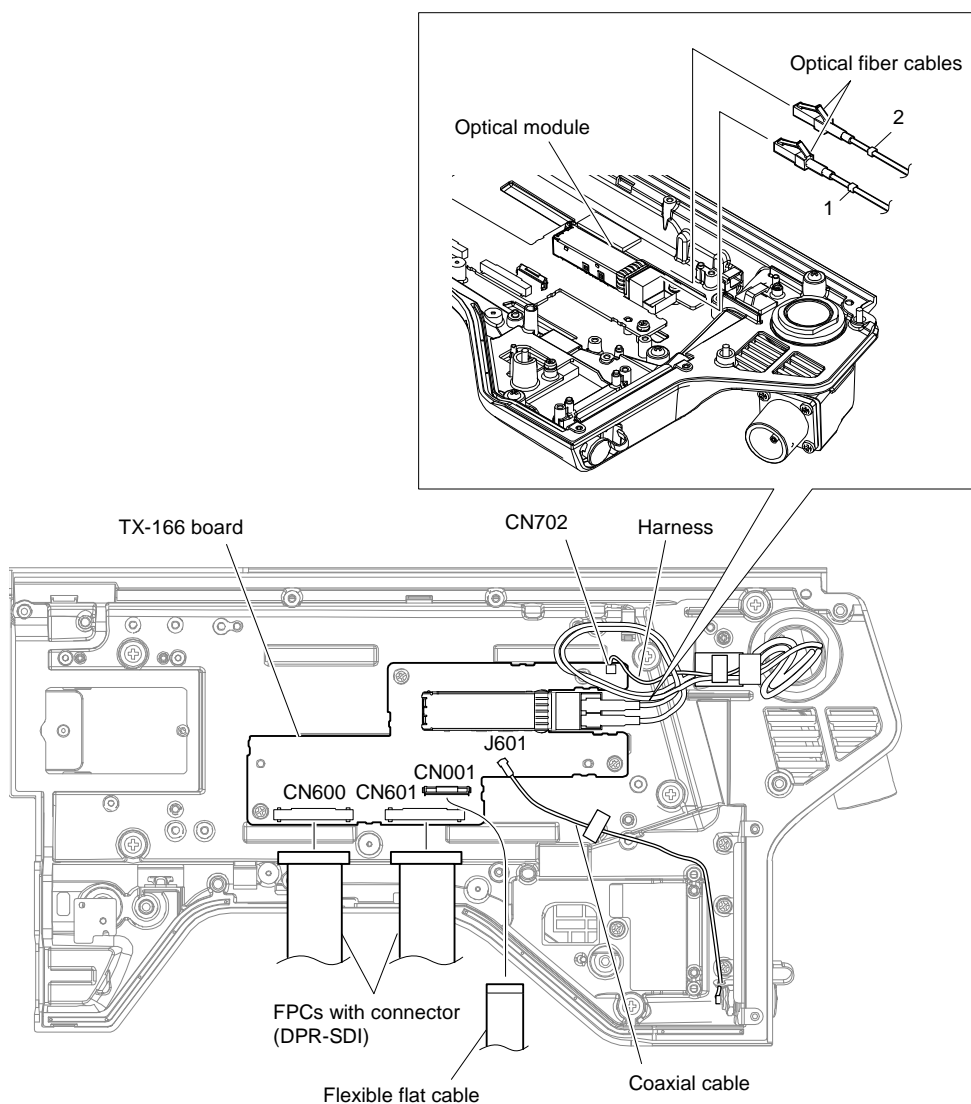 Optical fiber cables
2
Optical module
1
TX-166 board
CN702
Harness
J601
CN001
CN600
CN601
FPCs with connector
(DPR-SDI)
Flexible flat cable
Coaxial cable